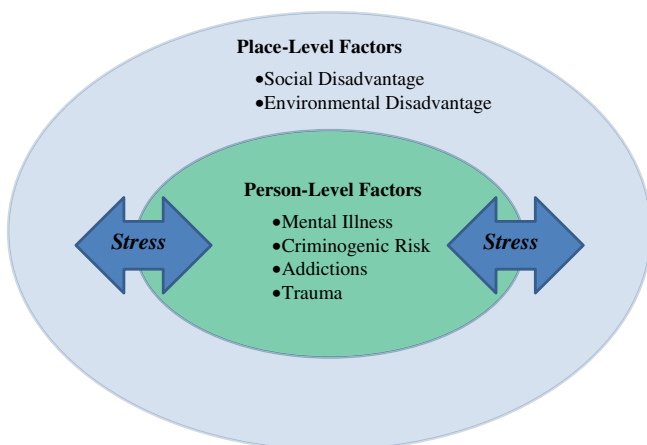 Place-Level Factors
•Social Disadvantage
•Environmental Disadvantage
Person-Level Factors
•Mental Illness
•Criminogenic Risk
•Addictions
•Trauma
Stress
Stress